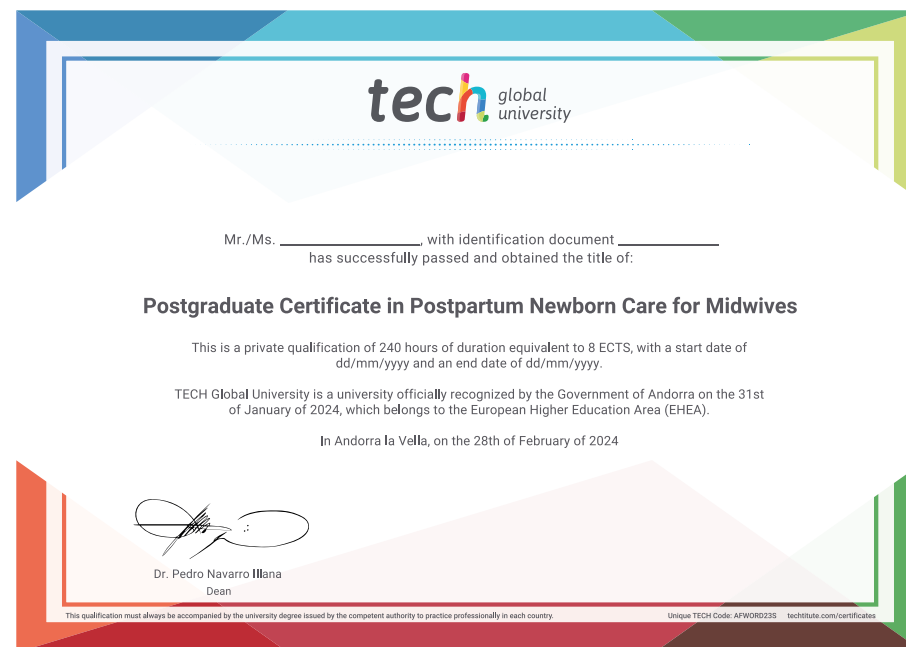 tech global
university
Mr./Ms. ____________, with identification document ____________
has successfully passed and obtained the title of:
Postgraduate Certificate in Postpartum Newborn Care for Midwives
This is a private qualification of 240 hours of duration equivalent to 8 ECTS, with a start date of
dd/mm/yyyy and an end date of dd/mm/yyyy.
TECH Global University is a university officially recognized by the Government of Andorra on the 31st
of January of 2024, which belongs to the European Higher Education Area (EHEA).
In Andorra la Vella, on the 28th of February of 2024
Dr. Pedro Navarro Illana
Dean
This qualification must always be accompanied by the university degree issued by the competent authority to practice professionally in each country.
Unique TECH Code: AFWORD23S techtitute.com/certificates